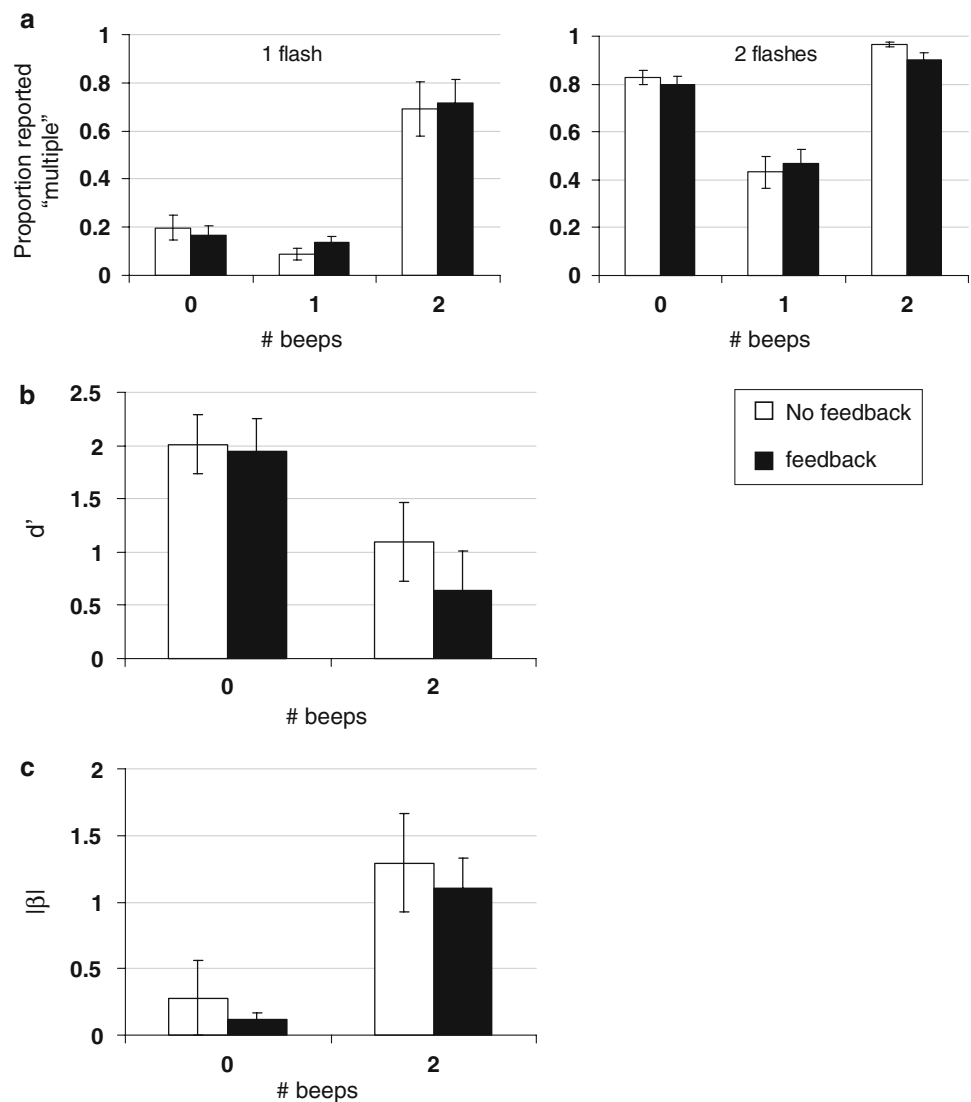 a
Proportion reported
“multiple”
1
0.8
0.6
0.4
0.2
0
1 flash
0 1 2
# beeps
1
0.8
0.6
0.4
0.2
0
2 flashes
0 1 2
# beeps
b
d’
2.5
2
1.5
1
0.5
0
0 2
# beeps
No feedback
feedback
c
|β|
2
1.5
1
0.5
0
0 2
# beeps